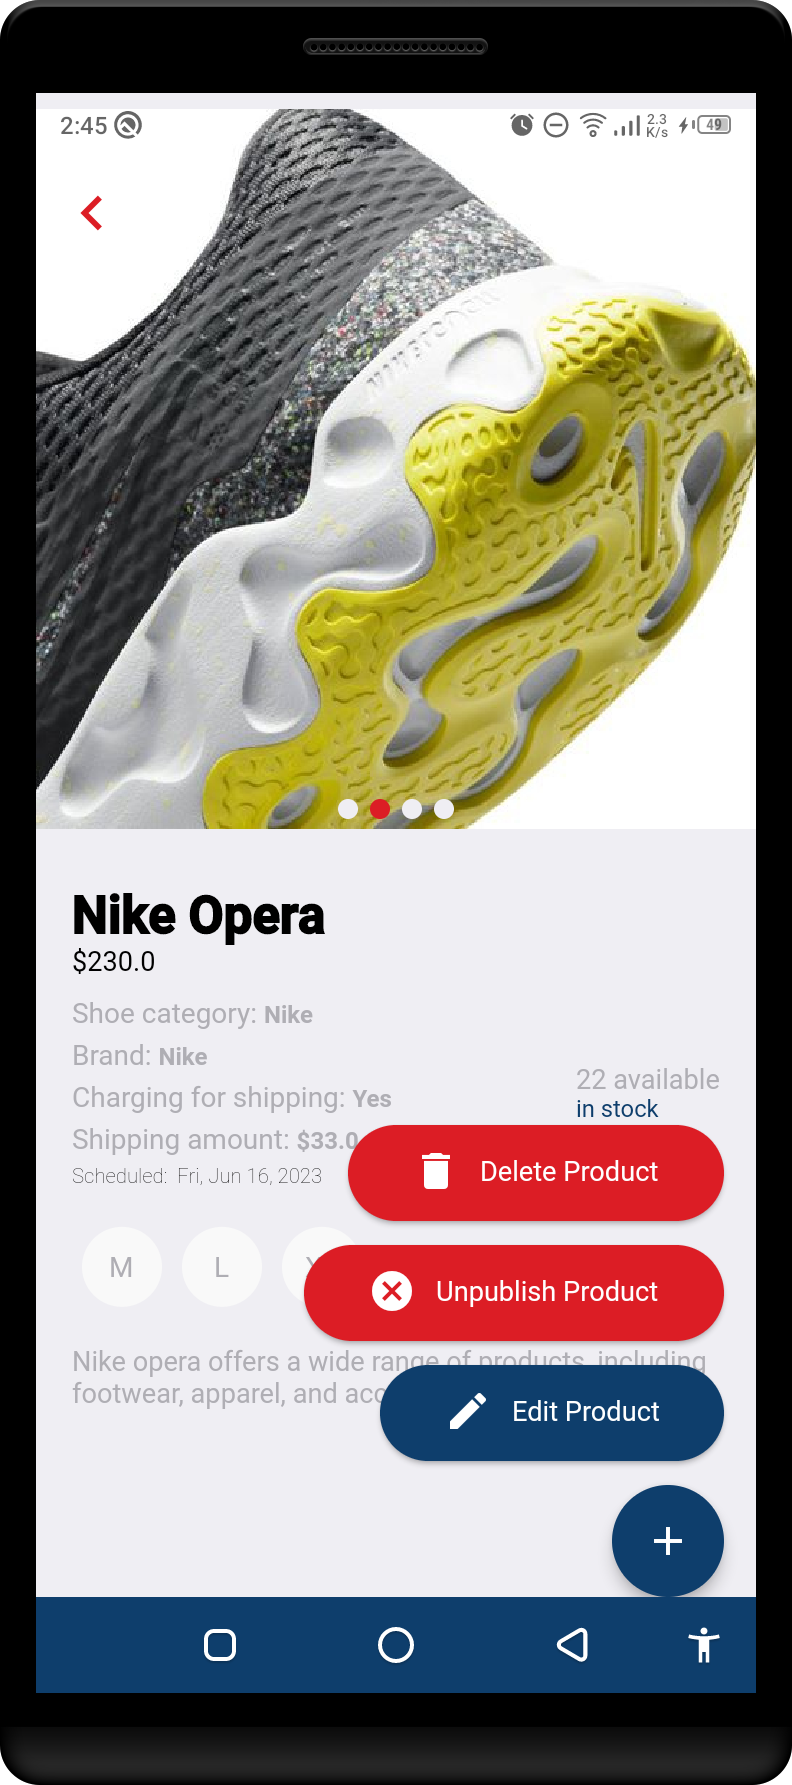 2:45
2.3
K/s
49
Nike Opera
$230.0
Shoe category: Nike
Brand: Nike
Charging for shipping: Yes
22 available
in stock
Shipping amount: $33.0
Delete Product
Scheduled: Fri, Jun 16, 2023
M L
Unpublish Product
Nike opera offers a wide range of products, including
footwear, apparel, and
Edit Product